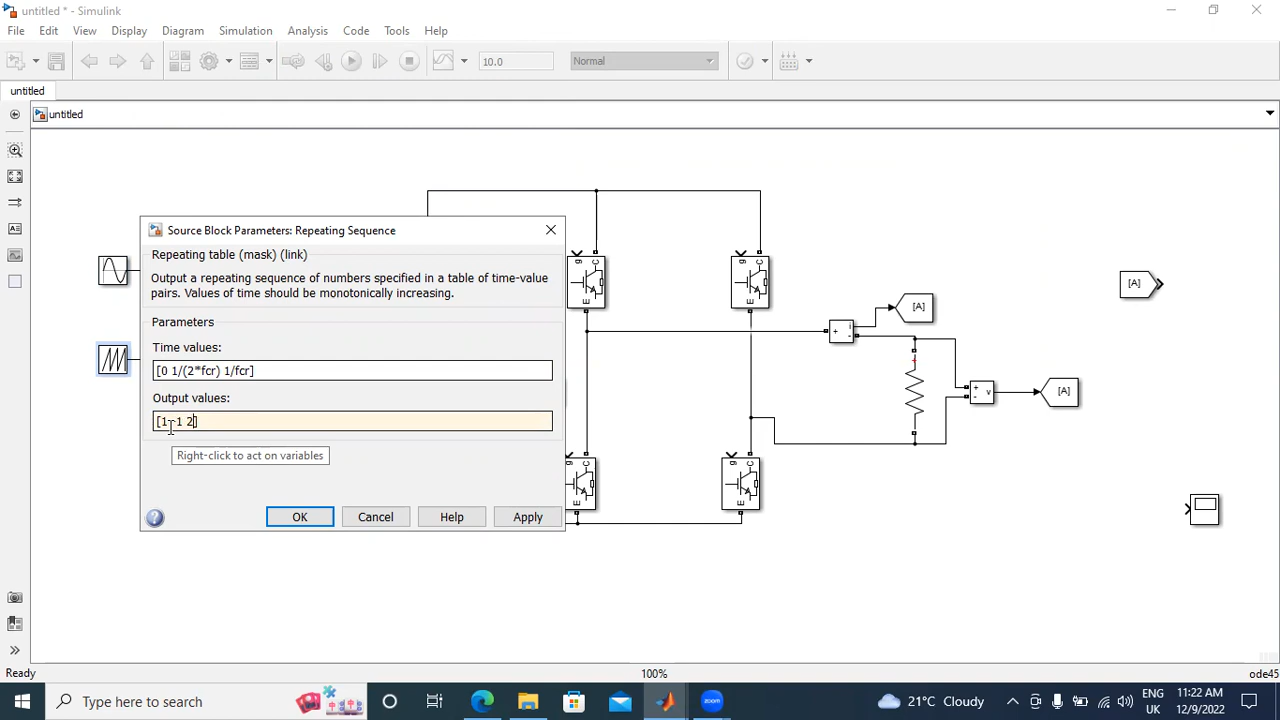 untitled * - Simulink
File Edit View Display Diagram Simulation Analysis Code Tools Help
10.0
Normal
untitled
untitled
Source Block Parameters: Repeating Sequence
Repeating table (mask) (link)
Output a repeating sequence of numbers specified in a table of time-value
pairs. Values of time should be monotonically increasing.
Parameters
Time values:
[0 1/(2*fcr) 1/fcr]
Output values:
[1 -1 2]
Right-click to act on variables
OK Cancel Help Apply
g C
E
g C
E
C
E
g C
E
+ i
-
[A]
+
+
-
v
[A]
[A]
Ready
100%
ode45
Type here to search
zoom
21°C Cloudy
ENG
UK
11:22 AM
12/9/2022